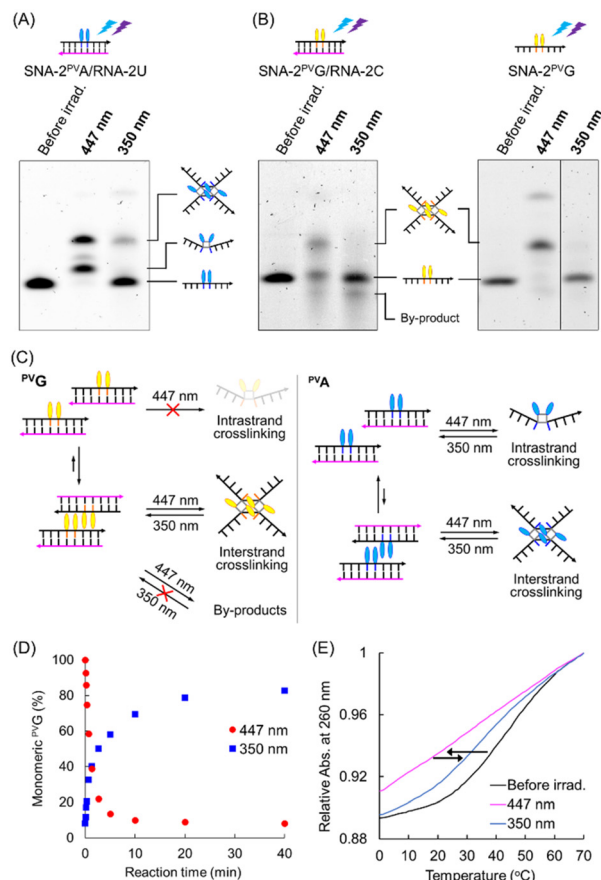 (A)
SNA-2PVA/RNA-2U
Before irrad.
447 nm
350 nm
(B)
SNA-2PVG/RNA-2C
SNA-2PVG
Before irrad.
447 nm
350 nm
Before irrad.
447 nm
350 nm
By-product
(C)
PVG
447 nm
Intrastrand
crosslinking
447 nm
350 nm
Interstrand
crosslinking
447 nm
350 nm
By-products
PVA
447 nm
350 nm
Intrastrand
crosslinking
447 nm
350 nm
Interstrand
crosslinking
(D)
Monomeric PVG (%)
100
80
60
40
20
0
447 nm
350 nm
0
10
20
30
40
Reaction time (min)
(E)
Relative Abs. at 260 nm
1
0.96
0.92
0.88
Before irrad.
447 nm
350 nm
0
10
20
30
40
50
60
70
Temperature (°C)